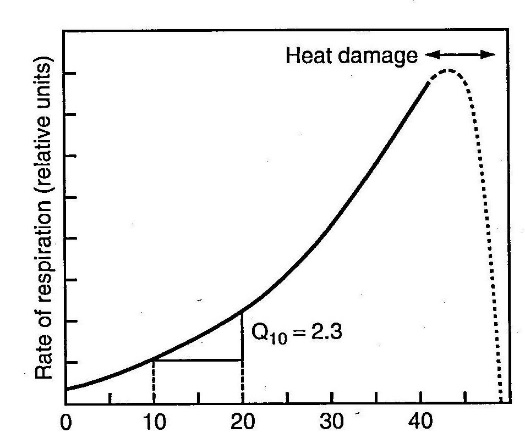 Heat damage
Rate of respiration (relative units)
Q₁₀ = 2.3
0 10 20 30 40